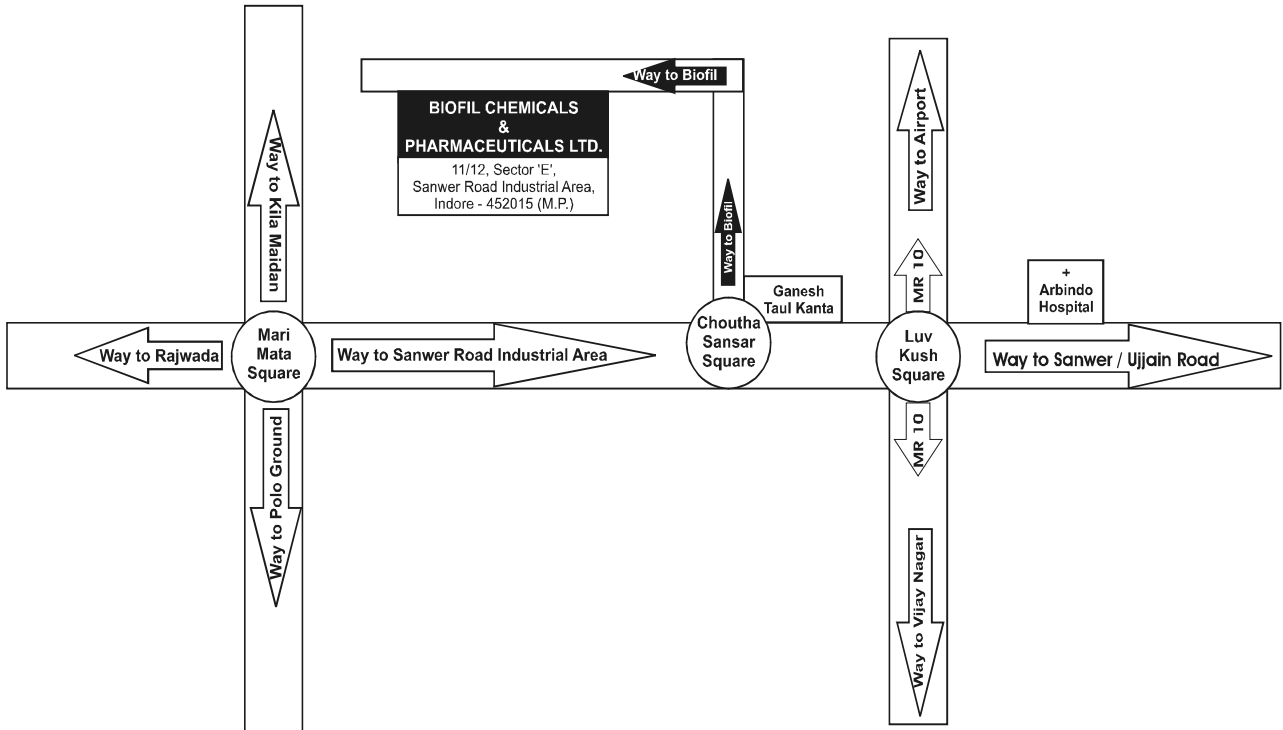 Way to Biofil
BIOFIL CHEMICALS
&
PHARMACEUTICALS LTD.
11/12, Sector 'E',
Sanwer Road Industrial Area,
Indore - 452015 (M.P.)
Way to Kila Maidan
Way to Biofil
Way to Airport
MR 10
Ganesh
Taul Kanta
+
Arbindo
Hospital
Way to Rajwada
Mari
Mata
Square
Way to Sanwer Road Industrial Area
Choutha
Sansar
Square
Luv
Kush
Square
Way to Sanwer / Ujjain Road
Way to Polo Ground
MR 10
Way to Vijay Nagar